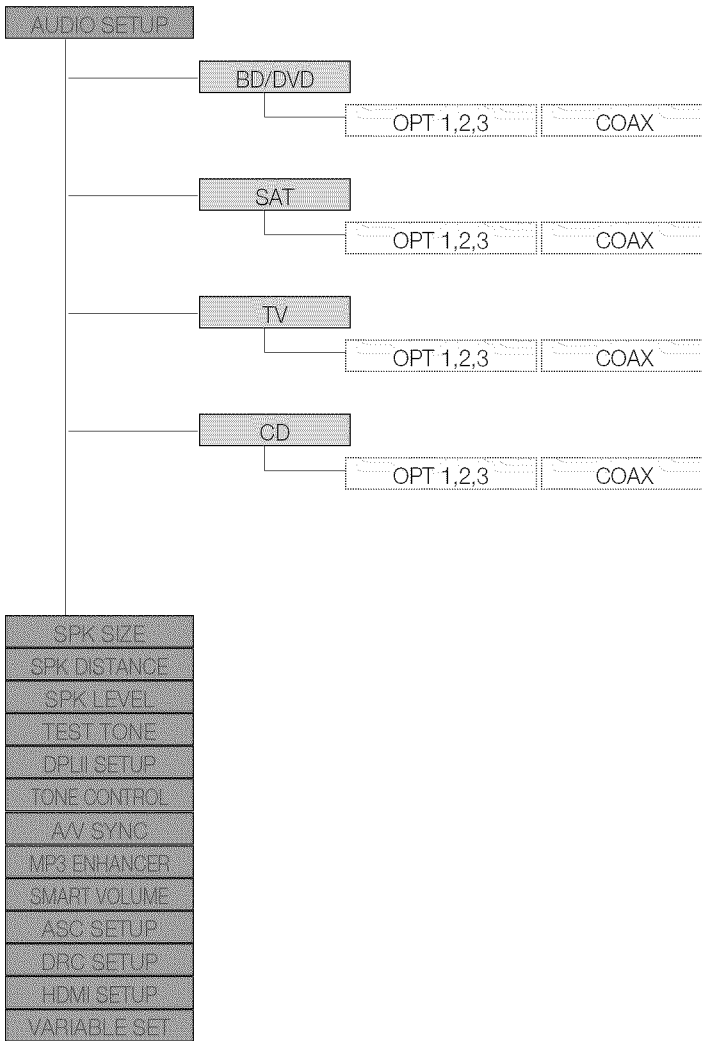 AUDIO SETUP
BD/DVD
OPT 1,2,3 COAX
SAT
OPT 1,2,3 COAX
TV
OPT 1,2,3 COAX
CD
OPT 1,2,3 COAX
SPK SIZE
SPK DISTANCE
SPK LEVEL
TEST TONE
DPLII SETUP
TONE CONTROL
A/V SYNC
MP3 ENHANCER
SMART VOLUME
ASC SETUP
DRC SETUP
HDMI SETUP
VARIABLE SET